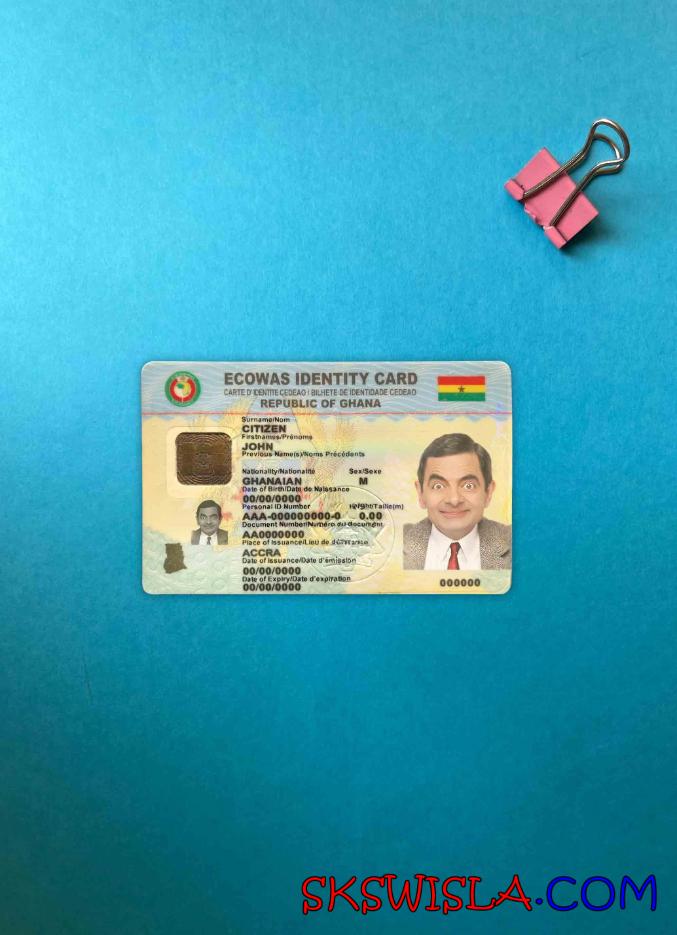 ECOWAS IDENTITY CARD
CARTE D'IDENTITE CEDEAO / BILHETE DE IDENTIDADE CEDEAO
REPUBLIC OF GHANA
Surname/Nom
CITIZEN
Firstnames/Prénoms
JOHN
Previous Name(s)/Noms Précédents
Nationality/Nationalité Sex/Sexe
GHANAIAN M
Date of Birth/Date de Naissance
00/00/0000
Personal ID Number Height/Taille(m)
AAA-000000000-0 0.00
Document Number/Numéro du document
AA0000000
Place of Issuance/Lieu de délivrance
ACCRA
Date of Issuance/Date d'émission
00/00/0000
Date of Expiry/Date d'expiration
00/00/0000
000000
SKSWISLA.COM